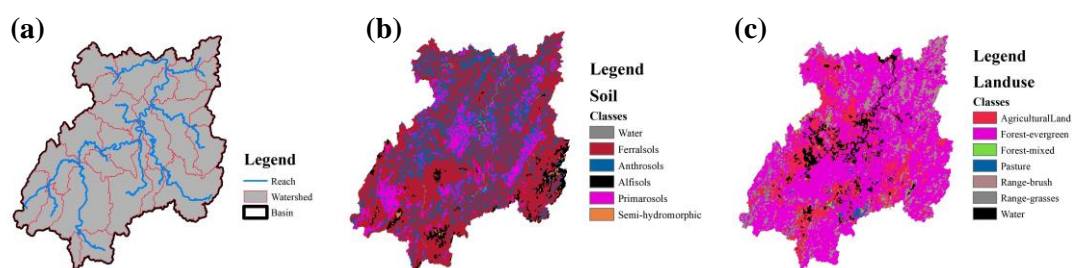 (a)
Legend
Reach
Watershed
Basin
(b)
Legend
Soil
Classes
Water
Ferralsols
Anthrosols
Alfisols
Primarosols
Semi-hydromorphic
(c)
Legend
Landuse
Classes
AgriculturalLand
Forest-evergreen
Forest-mixed
Pasture
Range-brush
Range-grasses
Water